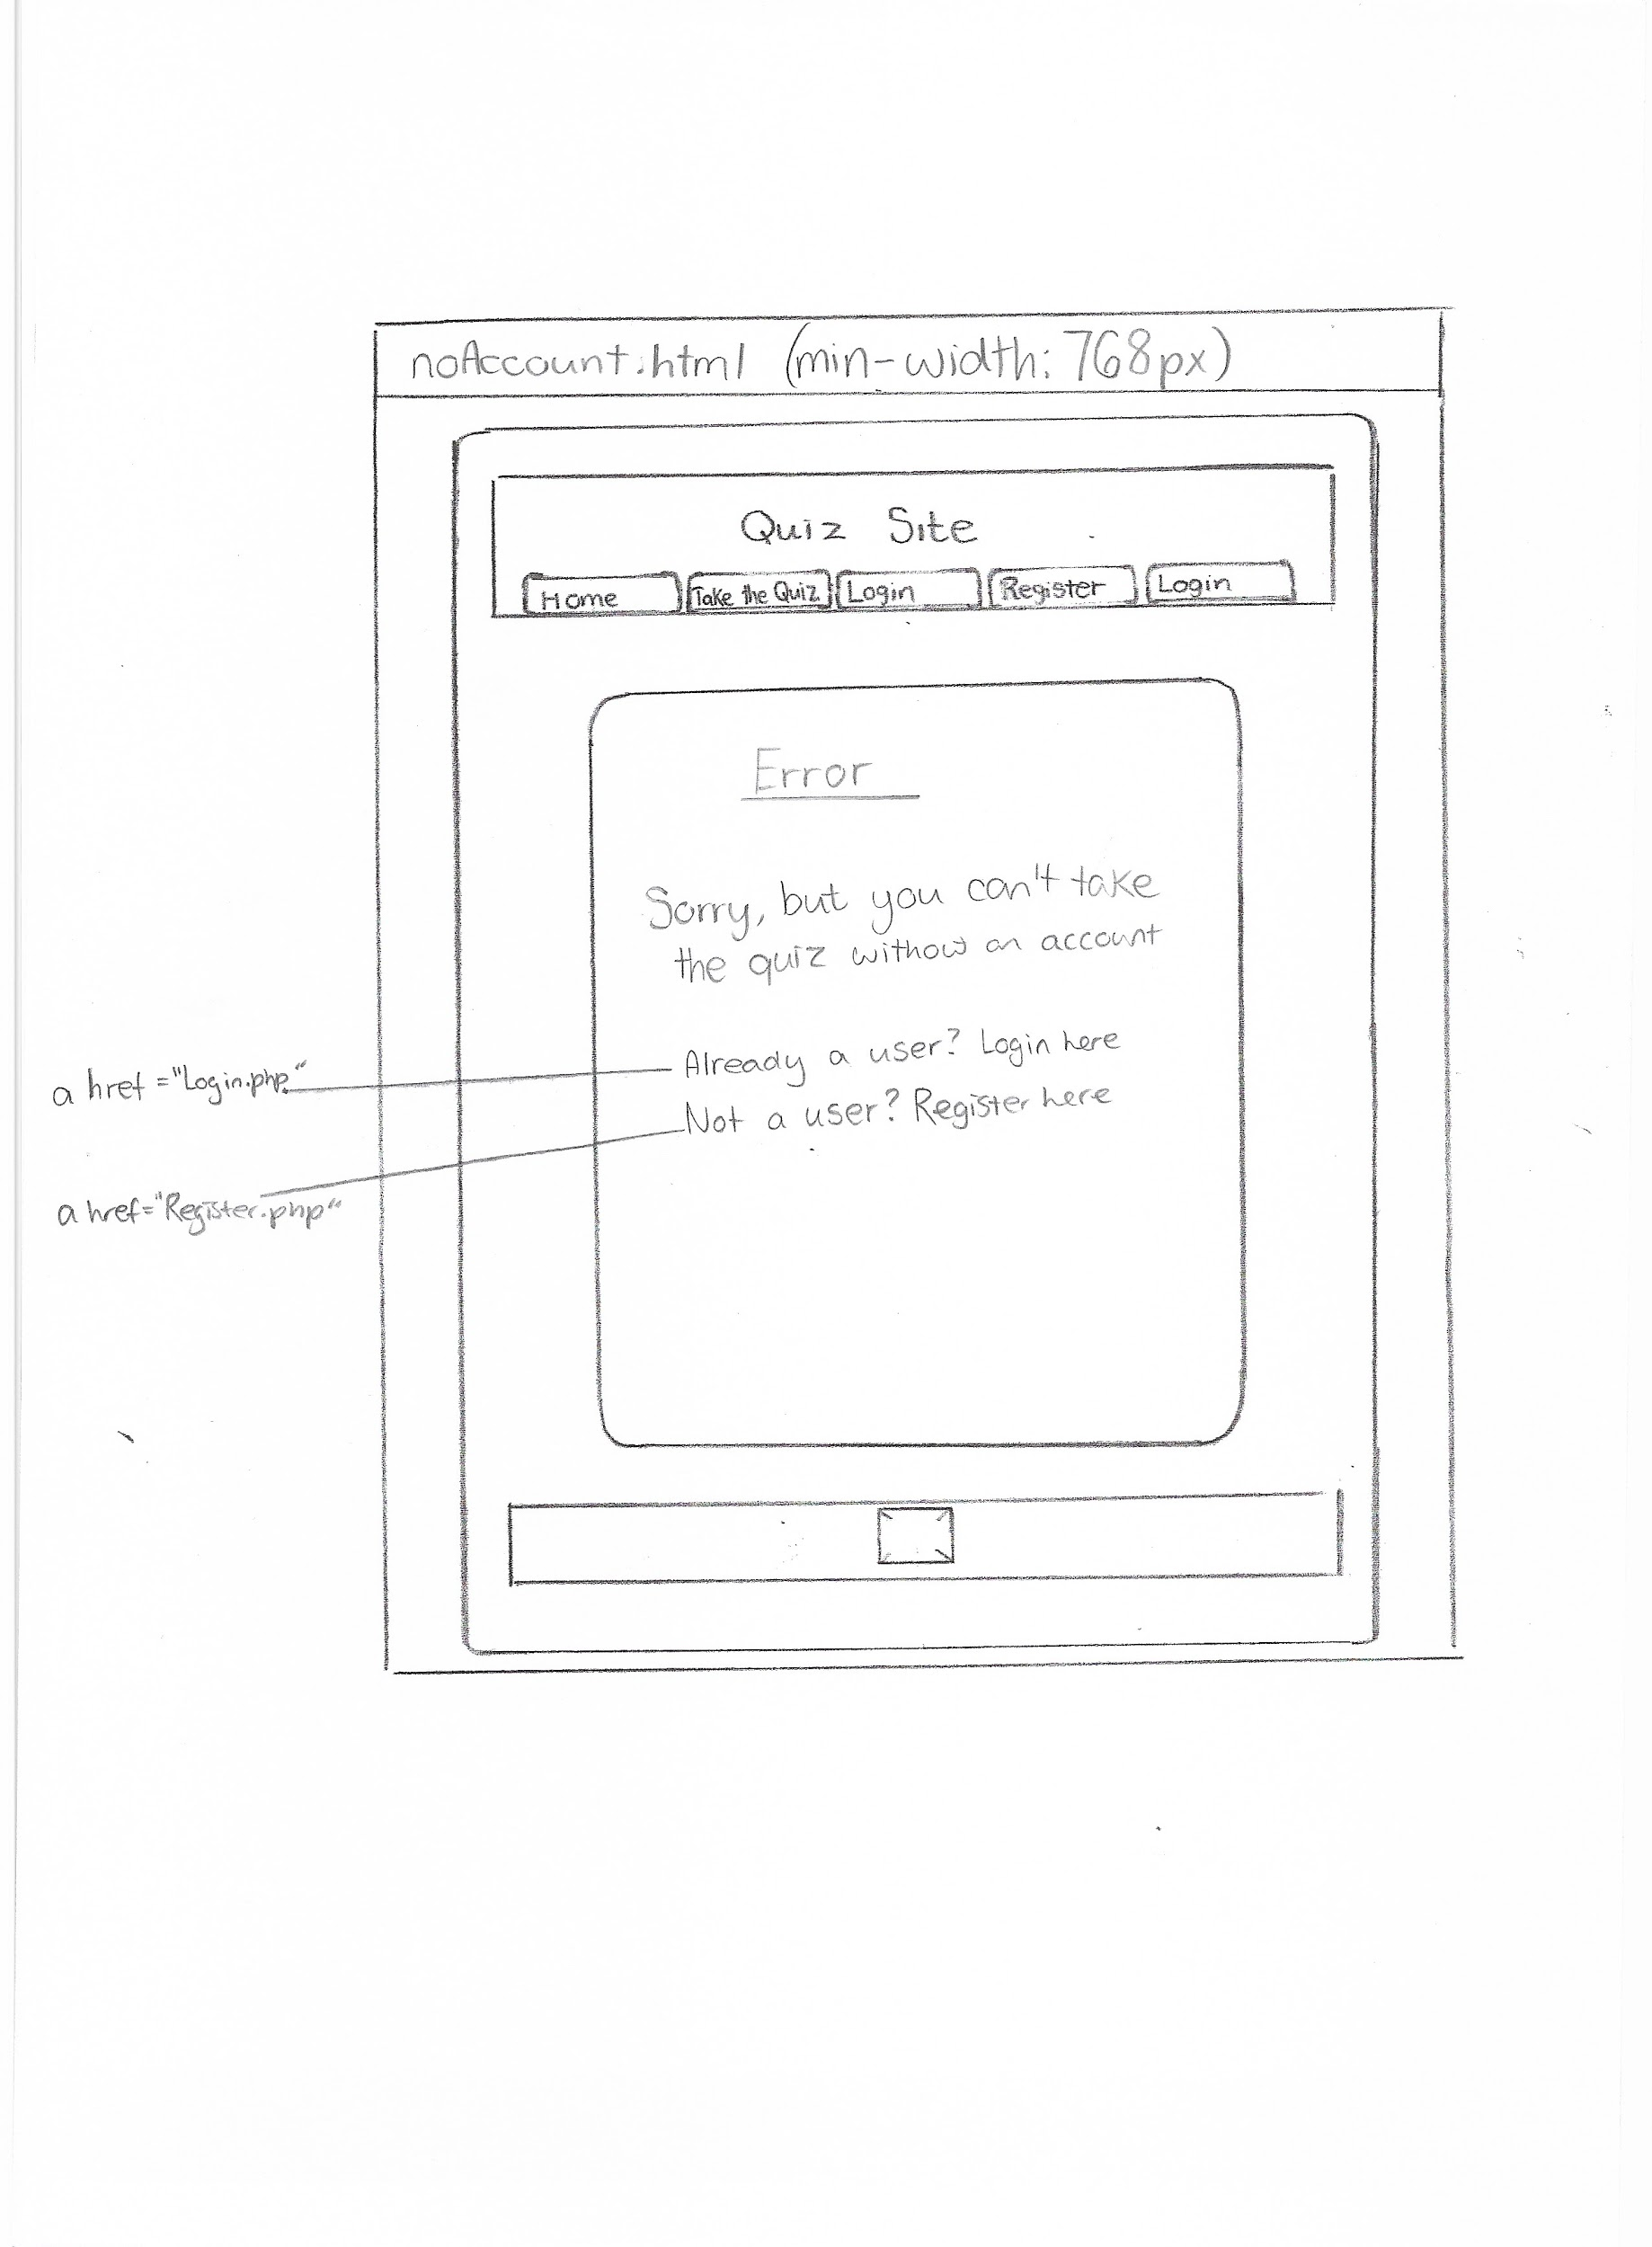 noAccount.html (min-width: 768px)
Quiz Site
Home Take the Quiz Login Register Login
Error
Sorry, but you can't take
the quiz withow an account
Already a user? Login here
Not a user? Register here
a href="Login.php"
a href="Register.php"